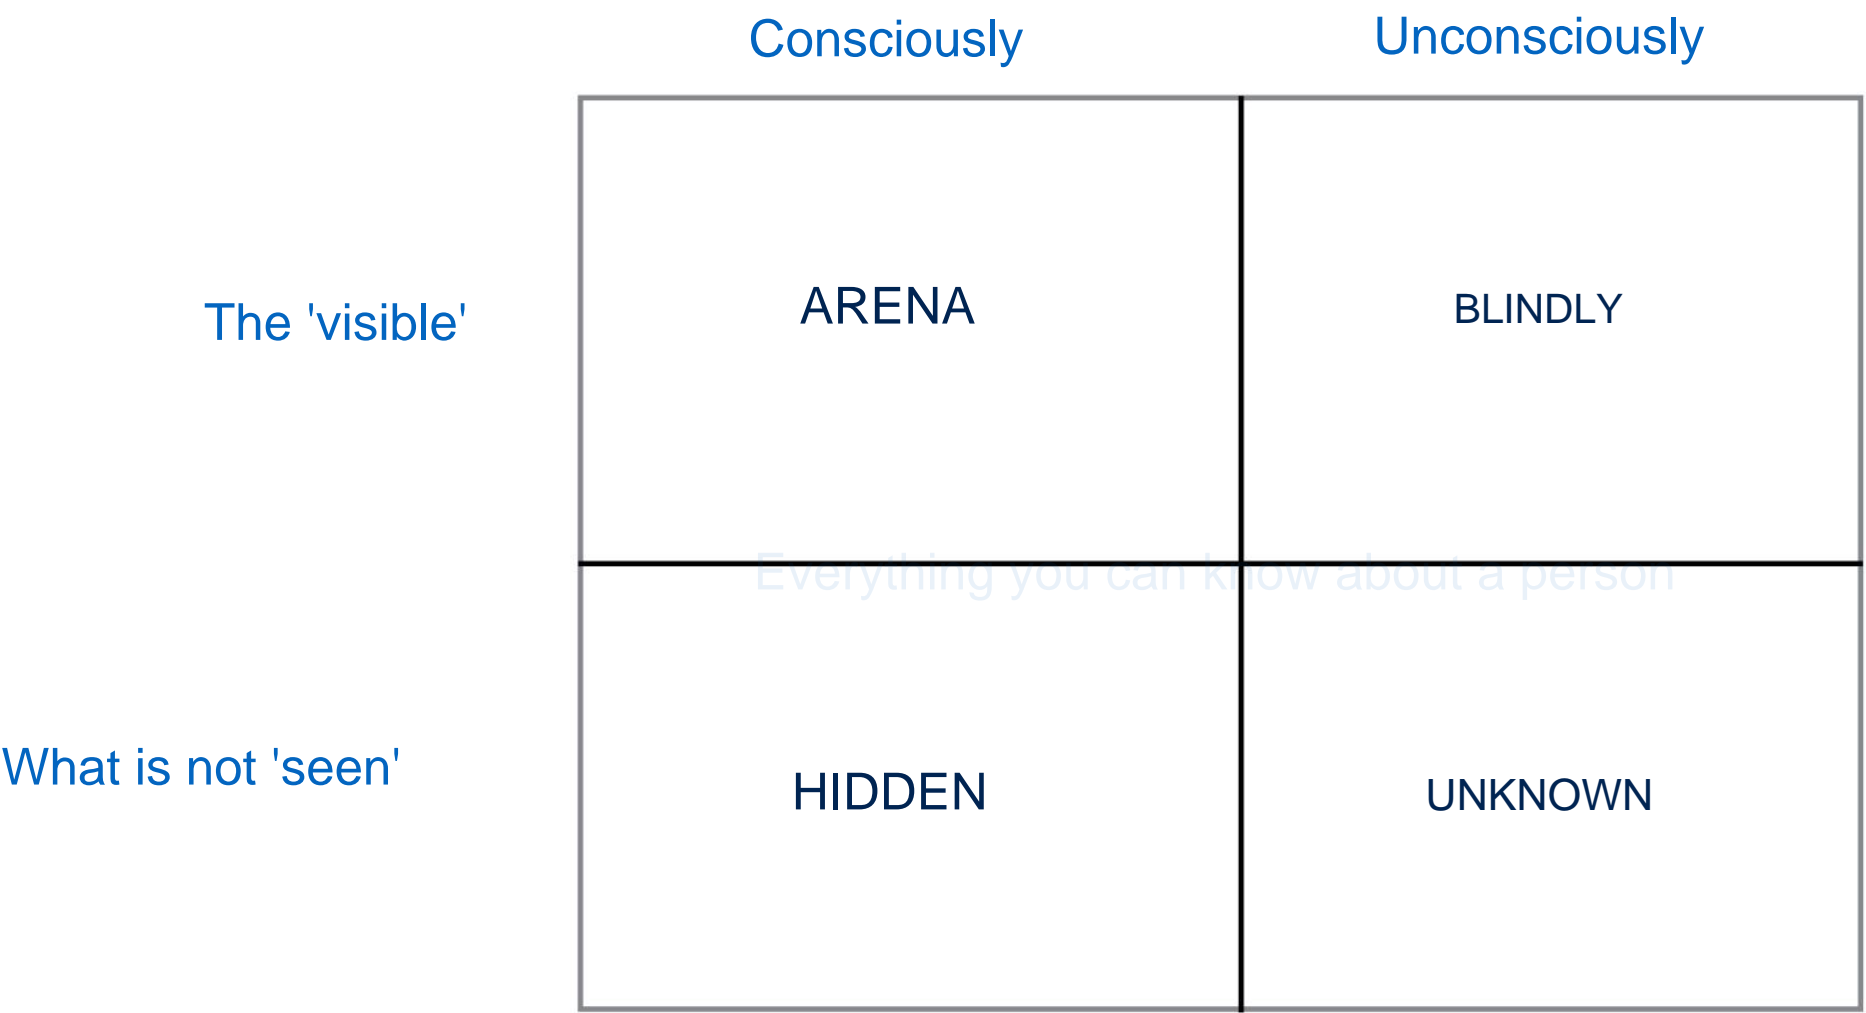 Consciously
Unconsciously
The 'visible'
ARENA
BLINDLY
Everything you can know about a person
What is not 'seen'
HIDDEN
UNKNOWN